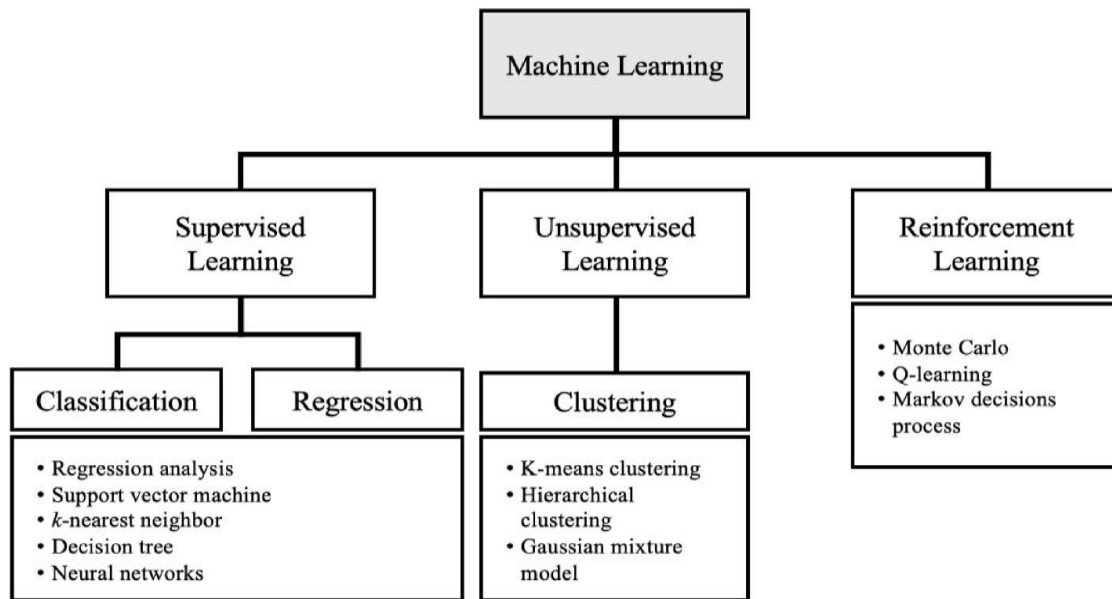 Machine Learning
Supervised
Learning
Unsupervised
Learning
Reinforcement
Learning
Classification
Regression
Clustering
• Regression analysis
• Support vector machine
• k-nearest neighbor
• Decision tree
• Neural networks
• K-means clustering
• Hierarchical
clustering
• Gaussian mixture
model
• Monte Carlo
• Q-learning
• Markov decisions
process